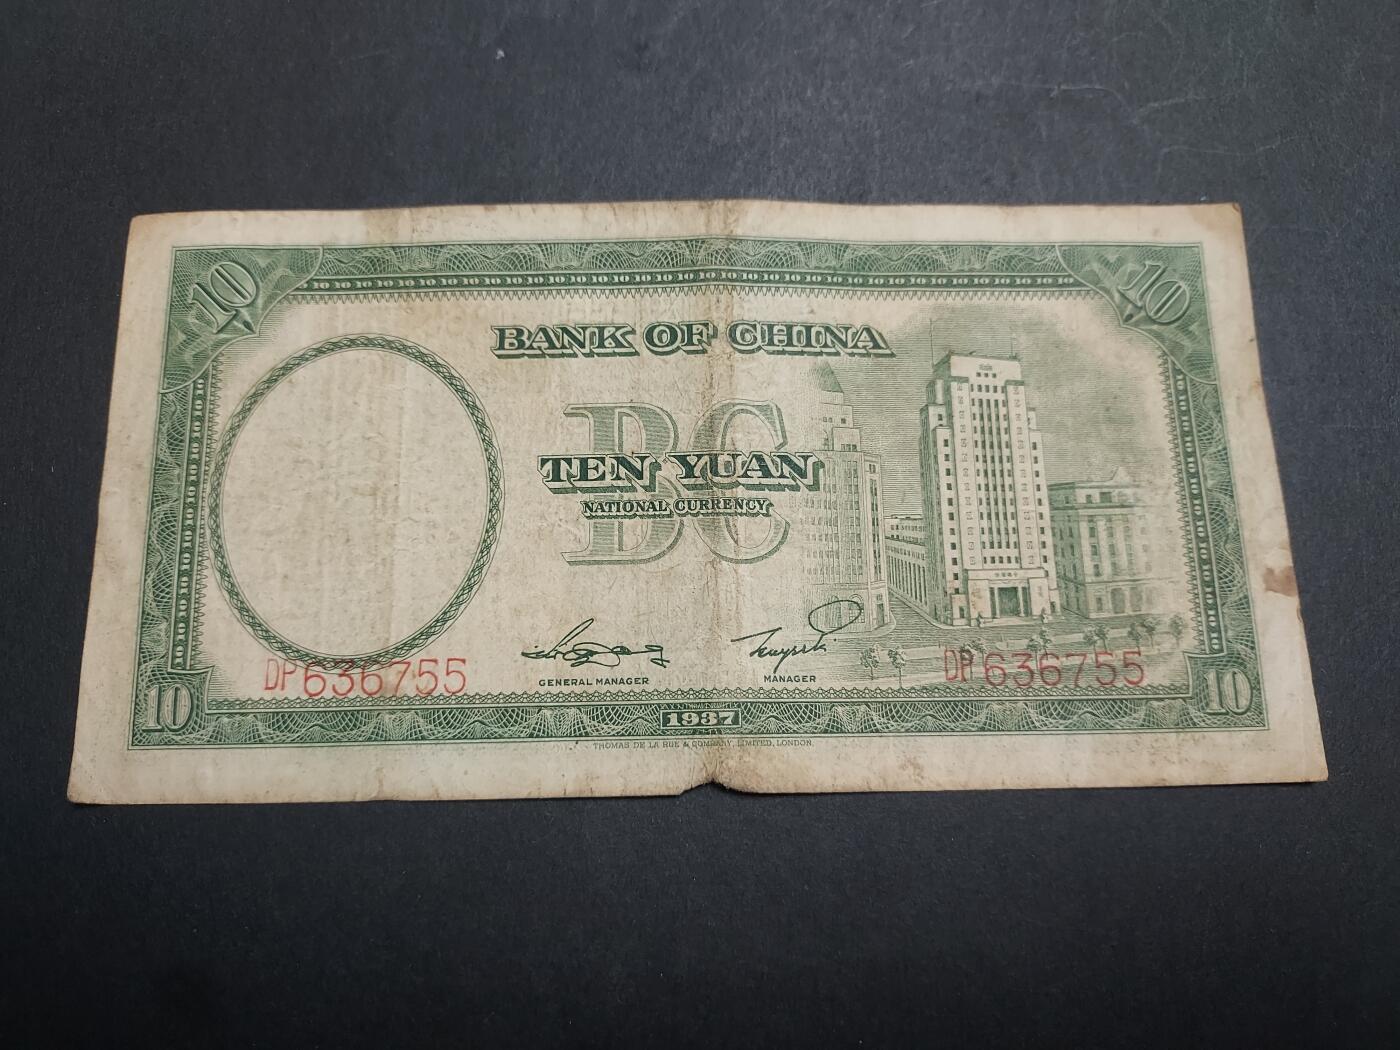 10
10
BANK OF CHINA
BC
TEN YUAN
NATIONAL CURRENCY
DP636755
GENERAL MANAGER
MANAGER
DP636755
10
1937
10
THOMAS DE LA RUE & COMPANY, LIMITED, LONDON.